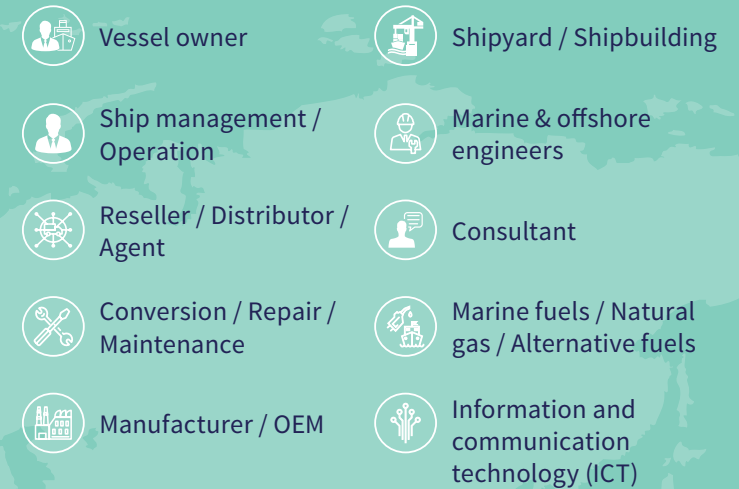 Vessel owner
Shipyard / Shipbuilding
Ship management /
Operation
Marine & offshore
engineers
Reseller / Distributor /
Agent
Consultant
Conversion / Repair /
Maintenance
Marine fuels / Natural
gas / Alternative fuels
Manufacturer / OEM
Information and
communication
technology (ICT)